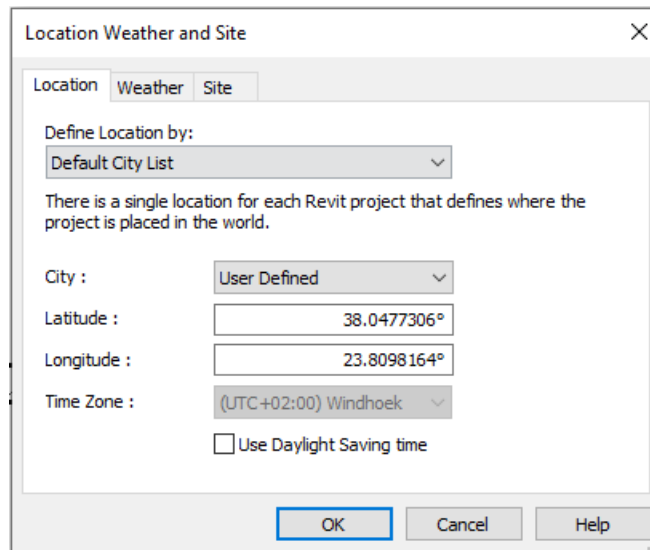 Location Weather and Site
Location Weather Site
Define Location by:
Default City List
There is a single location for each Revit project that defines where the
project is placed in the world.
City : User Defined
Latitude : 38.0477306°
Longitude : 23.8098164°
Time Zone : (UTC+02:00) Windhoek
Use Daylight Saving time
OK Cancel Help